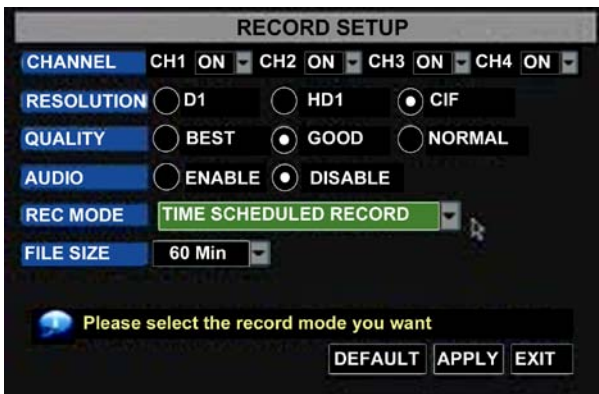 RECORD SETUP
CHANNEL CH1 ON CH2 ON CH3 ON CH4 ON
RESOLUTION D1 HD1 CIF
QUALITY BEST GOOD NORMAL
AUDIO ENABLE DISABLE
REC MODE TIME SCHEDULED RECORD
FILE SIZE 60 Min
Please select the record mode you want
DEFAULT APPLY EXIT